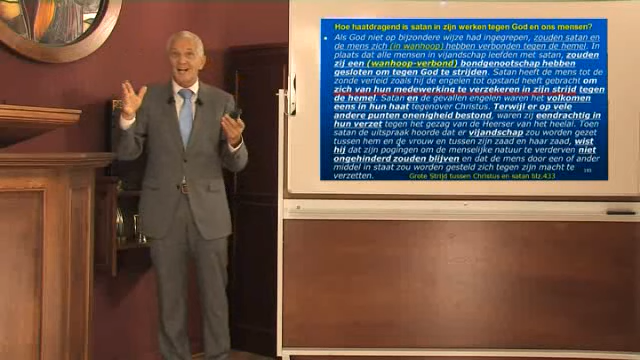 Hoe haatdragend is satan in zijn werken tegen God en ons mensen?
Als God niet op bijzondere wijze had ingegrepen, zouden satan en
de mens zich (in wanhoop) hebben verbonden tegen de hemel. In
plaats dat alle mensen in vijandschap leefden met satan, zouden
zij een (wanhoop-verbond) bondgenootschap hebben
gesloten om tegen God te strijden. Satan heeft de mens tot de
zonde verleid zoals hij de engelen tot opstand heeft gebracht om
zich van hun medewerking te verzekeren in zijn strijd tegen
de hemel. Satan en de gevallen engelen waren het volkomen
eens in hun haat tegenover Christus. Terwijl er op vele
andere punten onenigheid bestond, waren zij eendrachtig in
hun verzet tegen het gezag van de Heerser van het heelal. Toen
satan de uitspraak hoorde dat er vijandschap zou worden gezet
tussen hem en de vrouw en tussen zijn zaad en haar zaad, wist
hij dat zijn pogingen om de menselijke natuur te verderven niet
ongehinderd zouden blijven en dat de mens door een of ander
middel in staat zou worden gesteld zich tegen zijn macht te
verzetten.
Grote Strijd tussen Christus en satan blz.433